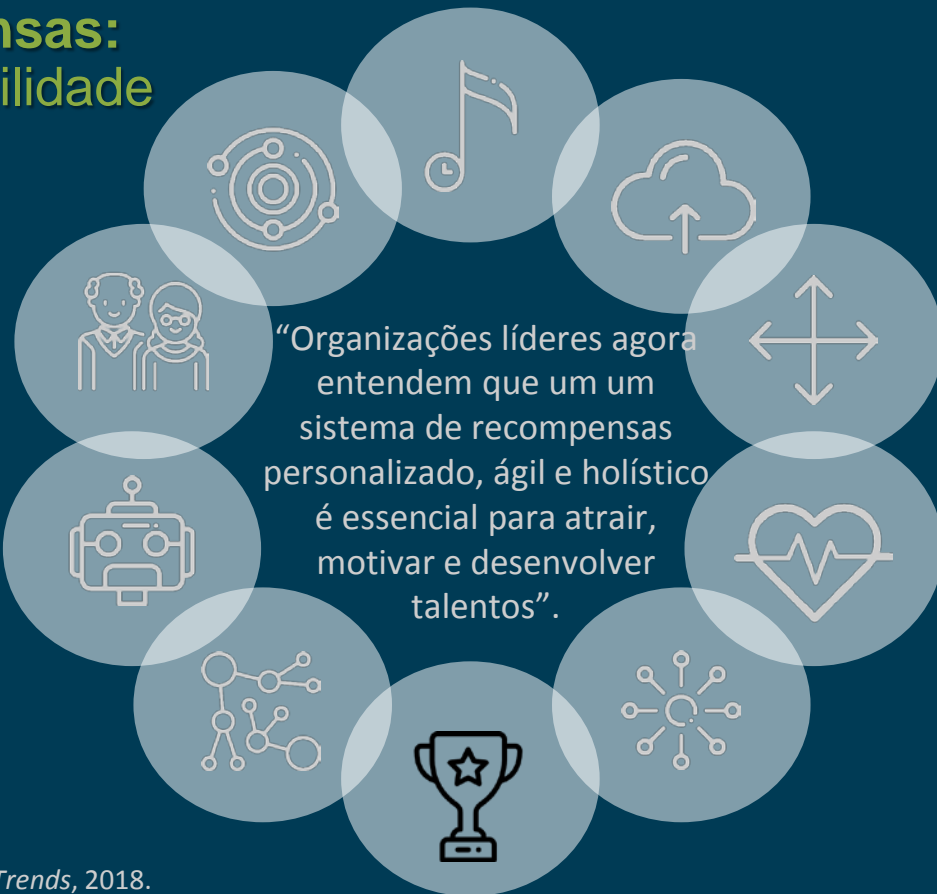 nsas:
ilidade
“Organizações líderes agora
entendem que um um
sistema de recompensas
personalizado, ágil e holístico
é essencial para atrair,
motivar e desenvolver
talentos”.
Trends, 2018.